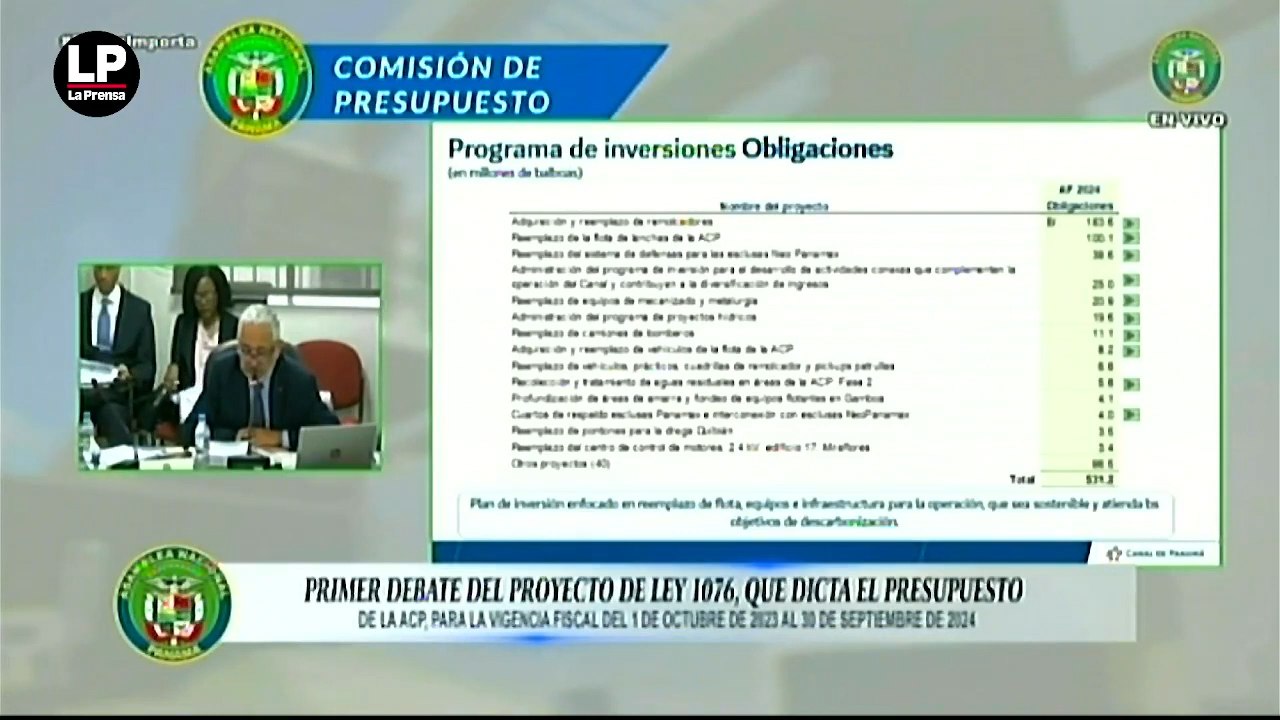 Importa
LP
La Prensa
ASAMBLEA NACIONAL
PANAMÁ
COMISIÓN DE
PRESUPUESTO
EN VIVO
Programa de inversiones Obligaciones
(en millones de balboas)
AF 2024
Nombre del proyecto Obligaciones
Adquisición y reemplazo de remolcadores B/ 183.6
Reemplazo de la flota de lanchas de la ACP 100.1
Reemplazo del sistema de defensas para las esclusas Neo Panamax 38.6
Administración del programa de inversión para el desarrollo de actividades conexas que complementen la
operación del Canal y contribuyan a la diversificación de ingresos 25.0
Reemplazo de equipos de mecanizado y metalurgia 20.9
Administración del programa de proyectos hídricos 19.6
Reemplazo de camiones de bomberos 11.1
Adquisición y reemplazo de vehículos de la flota de la ACP 8.2
Reemplazo de vehículos, prácticos, cuadrillas de remolcador y pickups patrullas 6.6
Recolección y tratamiento de aguas residuales en áreas de la ACP. Fase 2 5.6
Profundización de áreas de amarre y fondeo de equipos flotantes en Gamboa 4.1
Cuartos de respaldo esclusas Panamax e interconexión con esclusas NeoPanamax 4.0
Reemplazo de pontones para la draga Quibián 3.6
Reemplazo del centro de control de motores, 2.4 kV, edificio 17, Miraflores 3.4
Otros proyectos (40)
Total 531.2
Plan de inversión enfocado en reemplazo de flota, equipos e infraestructura para la operación, que sea sostenible y atienda los
objetivos de descarbonización.
CANAL DE PANAMÁ
ASAMBLEA NACIONAL
PANAMÁ
PRIMER DEBATE DEL PROYECTO DE LEY 1076, QUE DICTA EL PRESUPUESTO
DE LA ACP, PARA LA VIGENCIA FISCAL DEL 1 DE OCTUBRE DE 2023 AL 30 DE SEPTIEMBRE DE 2024